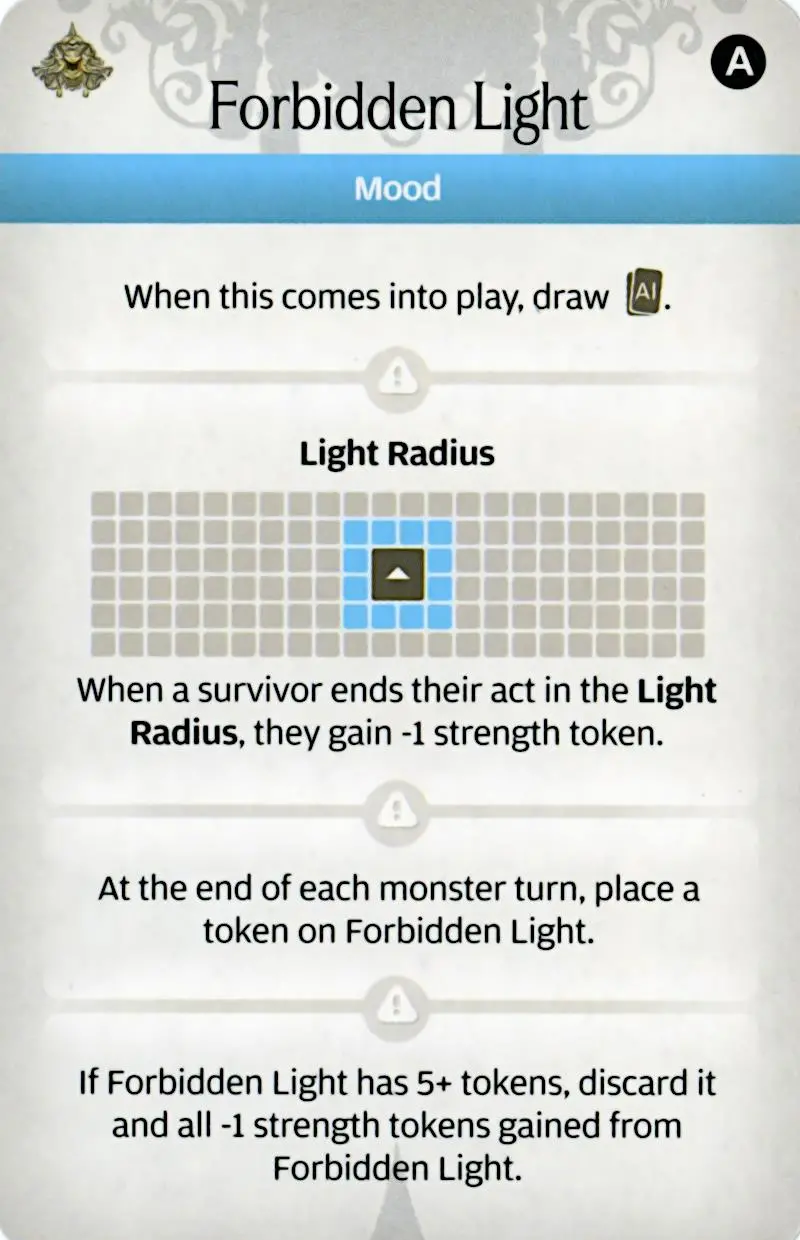 A
Forbidden Light
Mood
When this comes into play, draw AI.
Light Radius
When a survivor ends their act in the Light
Radius, they gain -1 strength token.
At the end of each monster turn, place a
token on Forbidden Light.
If Forbidden Light has 5+ tokens, discard it
and all -1 strength tokens gained from
Forbidden Light.